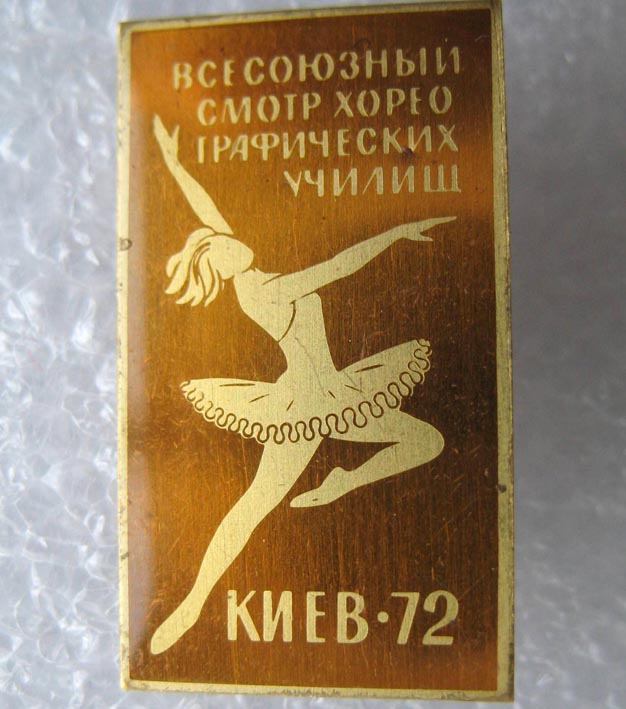 ВСЕСОЮЗНЫЙ
СМОТР ХОРЕО
ГРАФИЧЕСКИХ
УЧИЛИЩ
КИЕВ·72